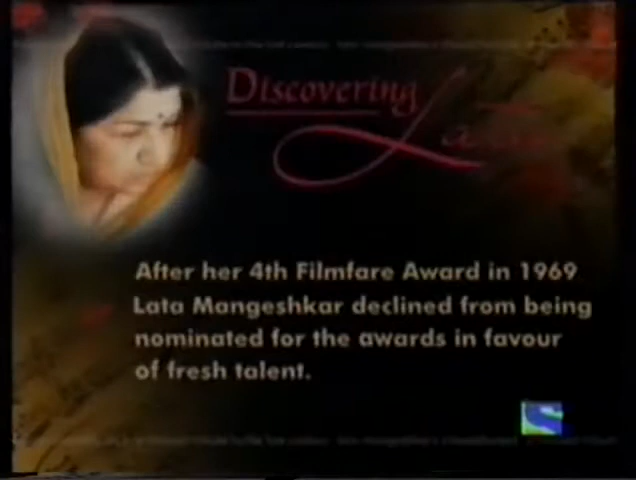 Discovering
Lata
After her 4th Filmfare Award in 1969
Lata Mangeshkar declined from being
nominated for the awards in favour
of fresh talent.